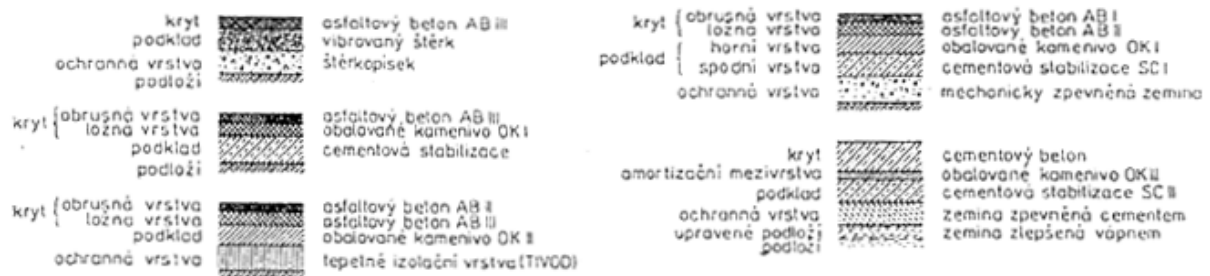 kryt asfaltový beton AB III
podklad vibrovaný štěrk
ochranná vrstva štěrkopísek
podloží
kryt { obrusná vrstva asfaltový beton AB III
ložná vrstva obalované kamenivo OK I
podklad cementová stabilizace
podloží
kryt { obrusná vrstva asfaltový beton AB II
ložná vrstva asfaltový beton AB III
podklad obalované kamenivo OK II
ochranná vrstva tepelně izolační vrstva (TIVOD)
kryt { obrusná vrstva asfaltový beton AB I
ložná vrstva asfaltový beton AB II
podklad { horní vrstva obalované kamenivo OK I
spodní vrstva cementová stabilizace SC I
ochranná vrstva mechanicky zpevněná zemina
kryt cementový beton
amortizační mezivrstva obalované kamenivo OK III
podklad cementová stabilizace SC III
ochranná vrstva zemina zpevněná cementem
upravené podloží zemina zlepšená vápnem
podloží